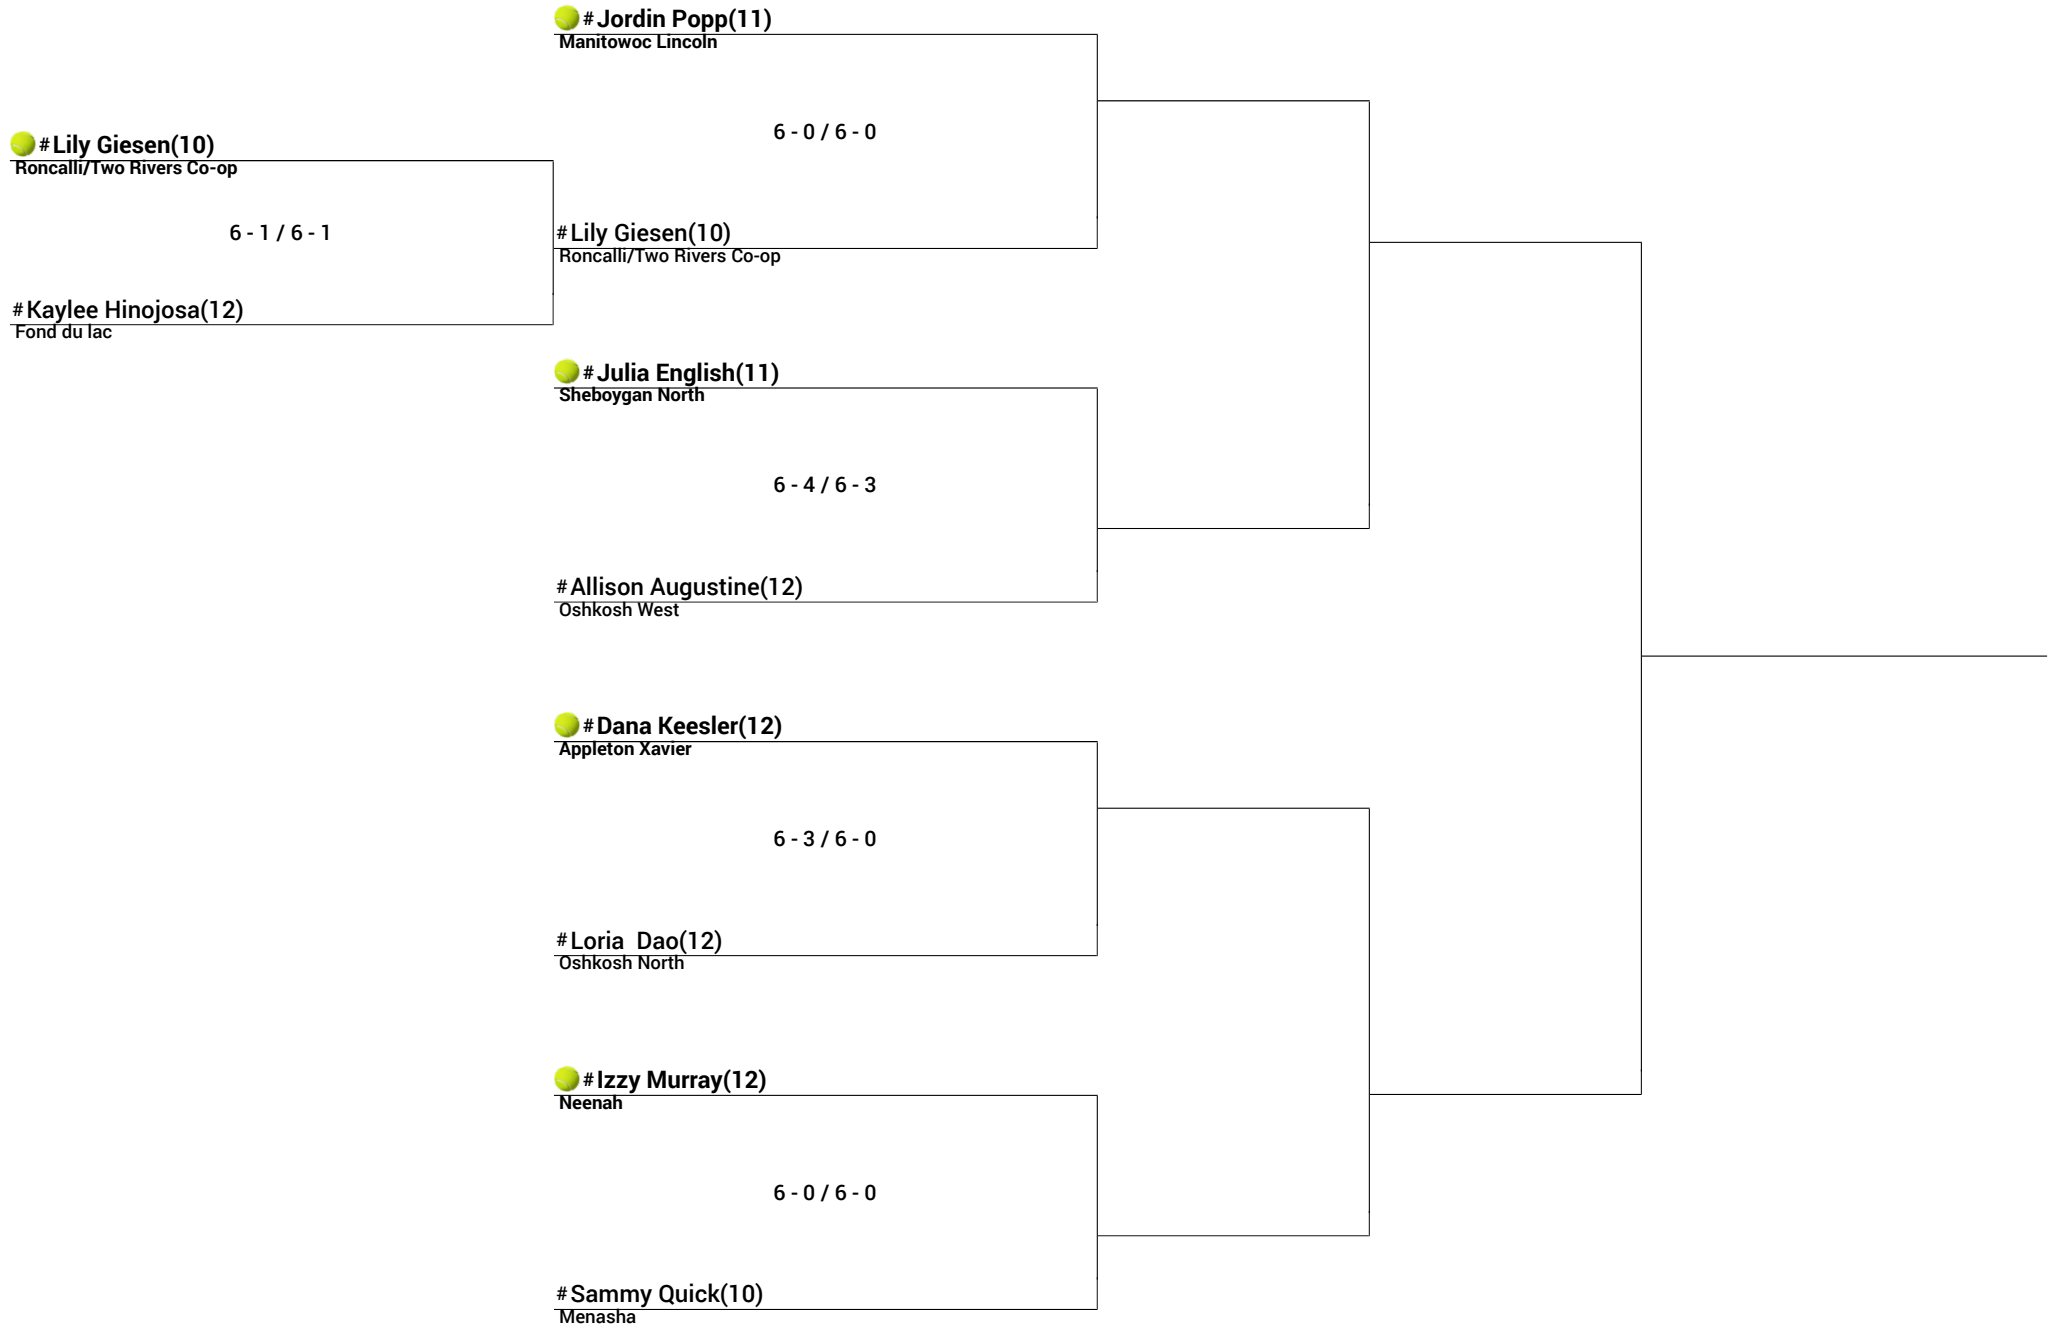 #Jordin Popp(11)
Manitowoc Lincoln
6 - 0 / 6 - 0
#Lily Giesen(10)
Roncalli/Two Rivers Co-op
6 - 1 / 6 - 1
#Lily Giesen(10)
Roncalli/Two Rivers Co-op
#Kaylee Hinojosa(12)
Fond du lac
#Julia English(11)
Sheboygan North
6 - 4 / 6 - 3
#Allison Augustine(12)
Oshkosh West
#Dana Keesler(12)
Appleton Xavier
6 - 3 / 6 - 0
#Loria  Dao(12)
Oshkosh North
#Izzy Murray(12)
Neenah
6 - 0 / 6 - 0
#Sammy Quick(10)
Menasha